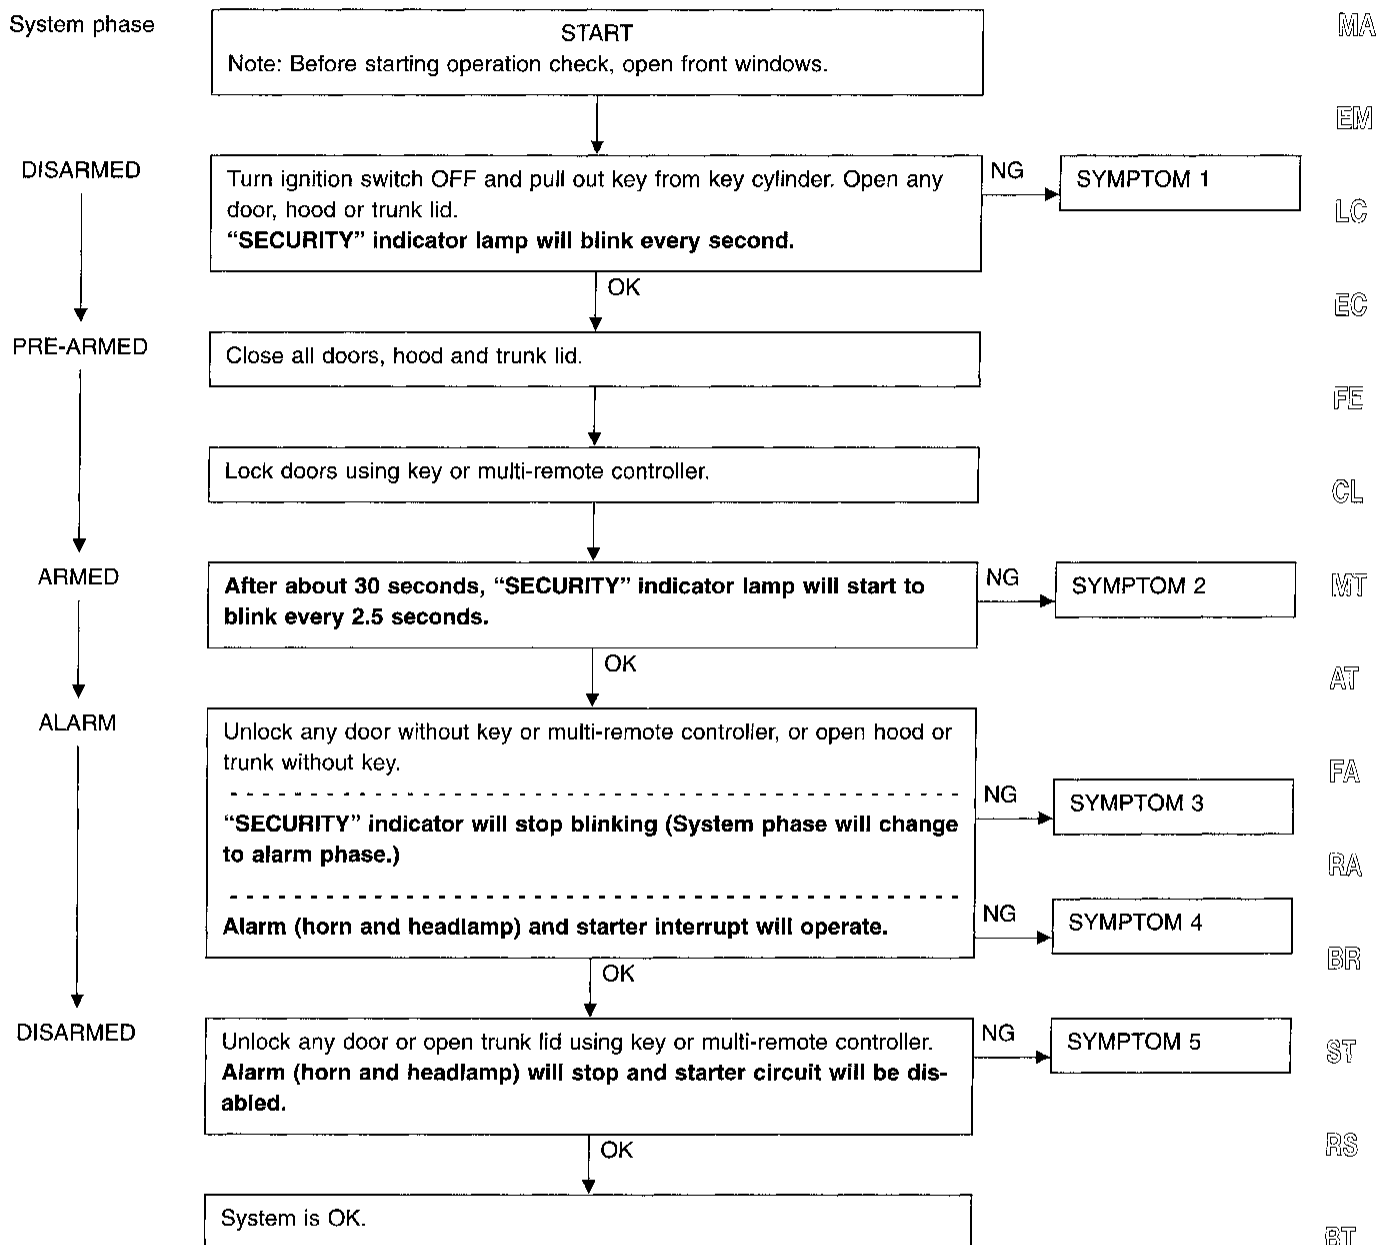 System phase
START
Note: Before starting operation check, open front windows.
MA
EM
DISARMED
Turn ignition switch OFF and pull out key from key cylinder. Open any
door, hood or trunk lid.
“SECURITY” indicator lamp will blink every second.
NG
SYMPTOM 1
LC
OK
EC
PRE-ARMED
Close all doors, hood and trunk lid.
FE
Lock doors using key or multi-remote controller.
CL
ARMED
After about 30 seconds, “SECURITY” indicator lamp will start to
blink every 2.5 seconds.
NG
SYMPTOM 2
MT
OK
AT
ALARM
Unlock any door without key or multi-remote controller, or open hood or
trunk without key.
FA
“SECURITY” indicator will stop blinking (System phase will change
to alarm phase.)
NG
SYMPTOM 3
RA
Alarm (horn and headlamp) and starter interrupt will operate.
NG
SYMPTOM 4
BR
OK
DISARMED
Unlock any door or open trunk lid using key or multi-remote controller.
Alarm (horn and headlamp) will stop and starter circuit will be dis-
abled.
NG
SYMPTOM 5
ST
OK
RS
System is OK.
BT